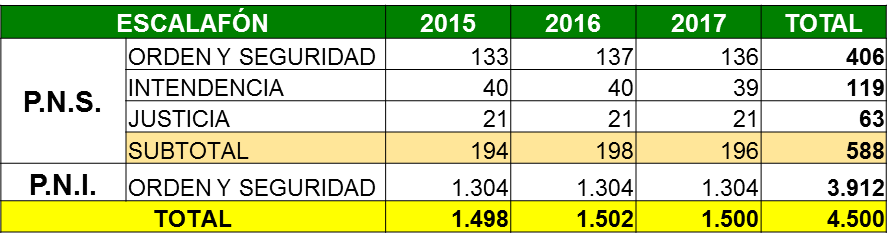 ESCALAFÓN 2015 2016 2017 TOTAL
P.N.S. ORDEN Y SEGURIDAD 133 137 136 406
INTENDENCIA 40 40 39 119
JUSTICIA 21 21 21 63
SUBTOTAL 194 198 196 588
P.N.I. ORDEN Y SEGURIDAD 1.304 1.304 1.304 3.912
TOTAL 1.498 1.502 1.500 4.500